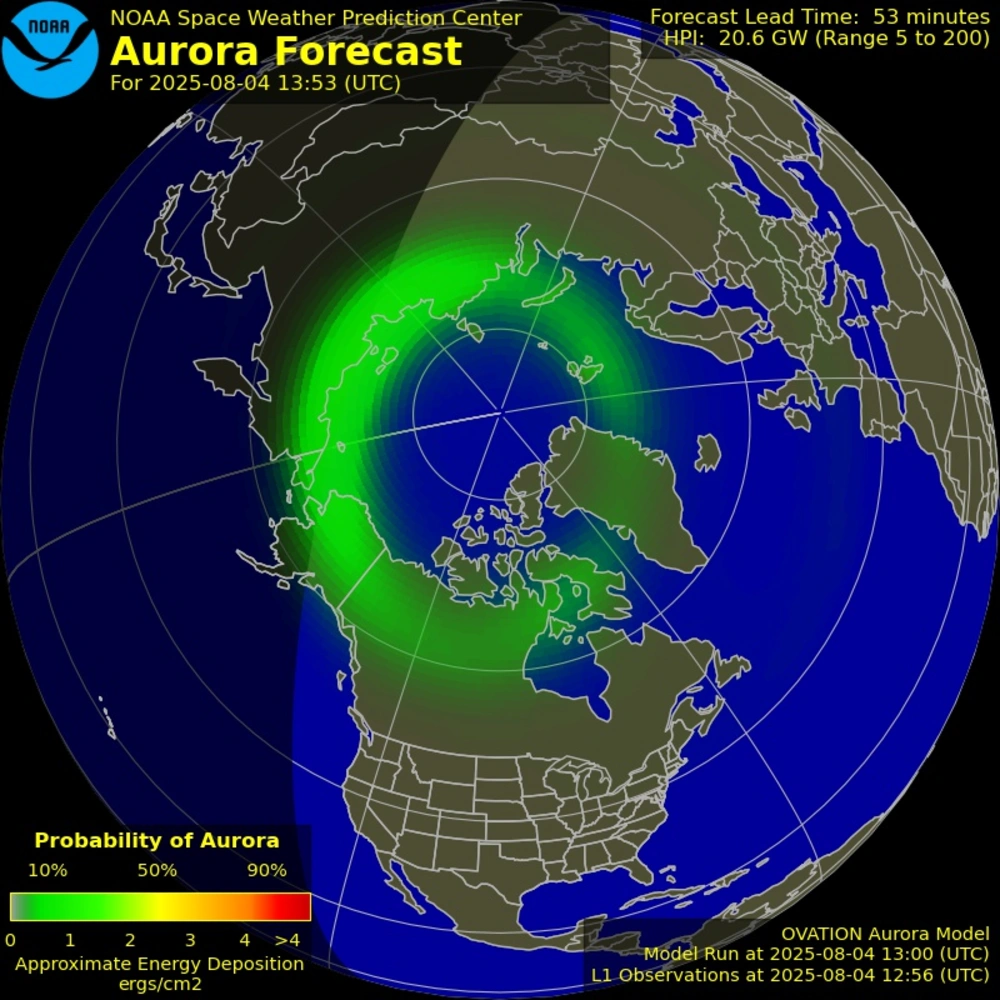 NOAA
NOAA Space Weather Prediction Center
Aurora Forecast
For 2025-08-04 13:53 (UTC)
Forecast Lead Time: 53 minutes
HPI: 20.6 GW (Range 5 to 200)
Probability of Aurora
10% 50% 90%
0 1 2 3 4 >4
Approximate Energy Deposition
ergs/cm2
OVATION Aurora Model
Model Run at 2025-08-04 13:00 (UTC)
L1 Observations at 2025-08-04 12:56 (UTC)